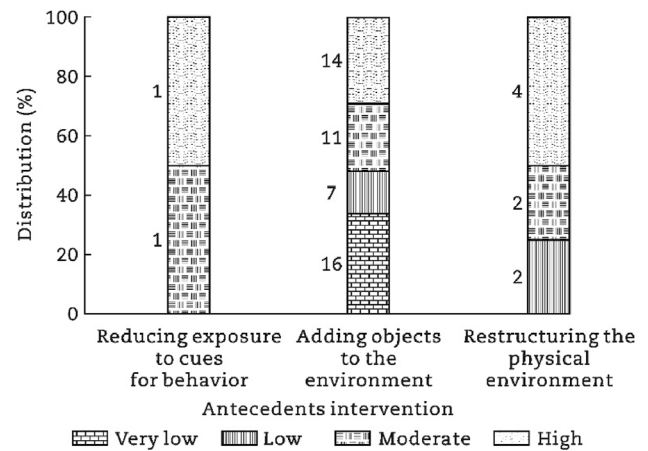 100
80
60
40
20
0
Distribution (%)
1
1
14
11
7
16
4
2
2
Reducing exposure
to cues
for behavior
Adding objects
to the
environment
Restructuring the
physical
environment
Antecedents intervention
Very low
Low
Moderate
High